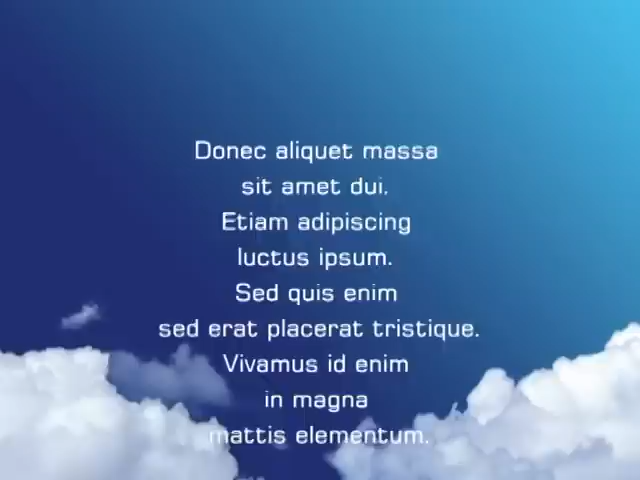 Donec aliquet massa
sit amet dui.
Etiam adipiscing
luctus ipsum.
Sed quis enim
sed erat placerat tristique.
Vivamus id enim
in magna
mattis elementum.